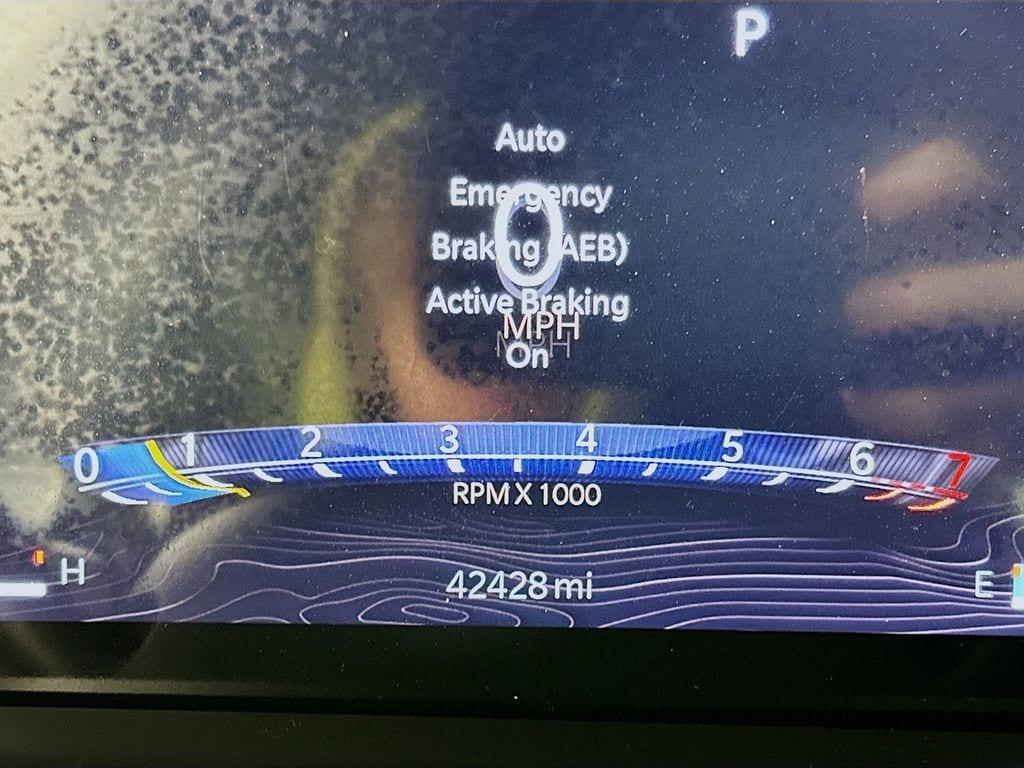 P
Auto
Emergency
0
Braking (AEB)
Active Braking
MPH
On
0 1 2 3 4 5 6 7
RPM X 1000
H
42428 mi
E